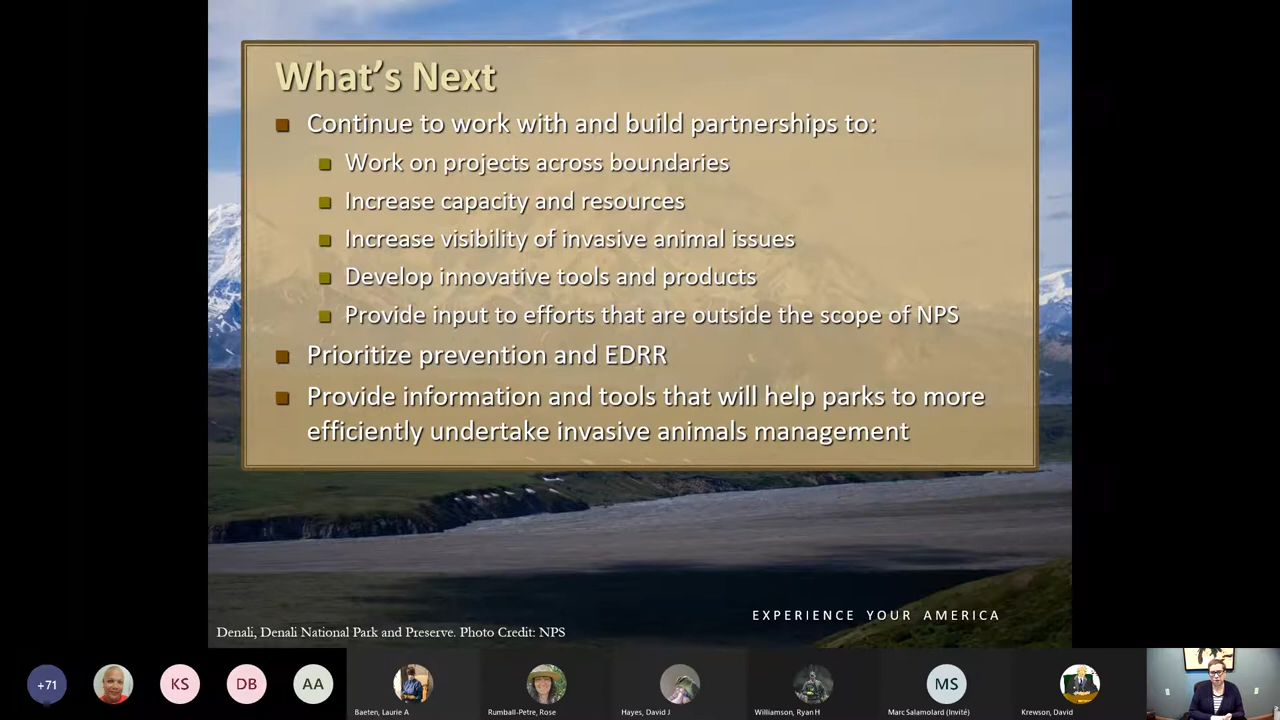 What's Next
Continue to work with and build partnerships to:
Work on projects across boundaries
Increase capacity and resources
Increase visibility of invasive animal issues
Develop innovative tools and products
Provide input to efforts that are outside the scope of NPS
Prioritize prevention and EDRR
Provide information and tools that will help parks to more
efficiently undertake invasive animals management
EXPERIENCE YOUR AMERICA
Denali, Denali National Park and Preserve. Photo Credit: NPS
+71
KS
DB
AA
MS
Baeten, Laurie A
Rumball-Petre, Rose
Hayes, David J
Williamson, Ryan H
Marc Salamolard (Invité)
Krewson, David